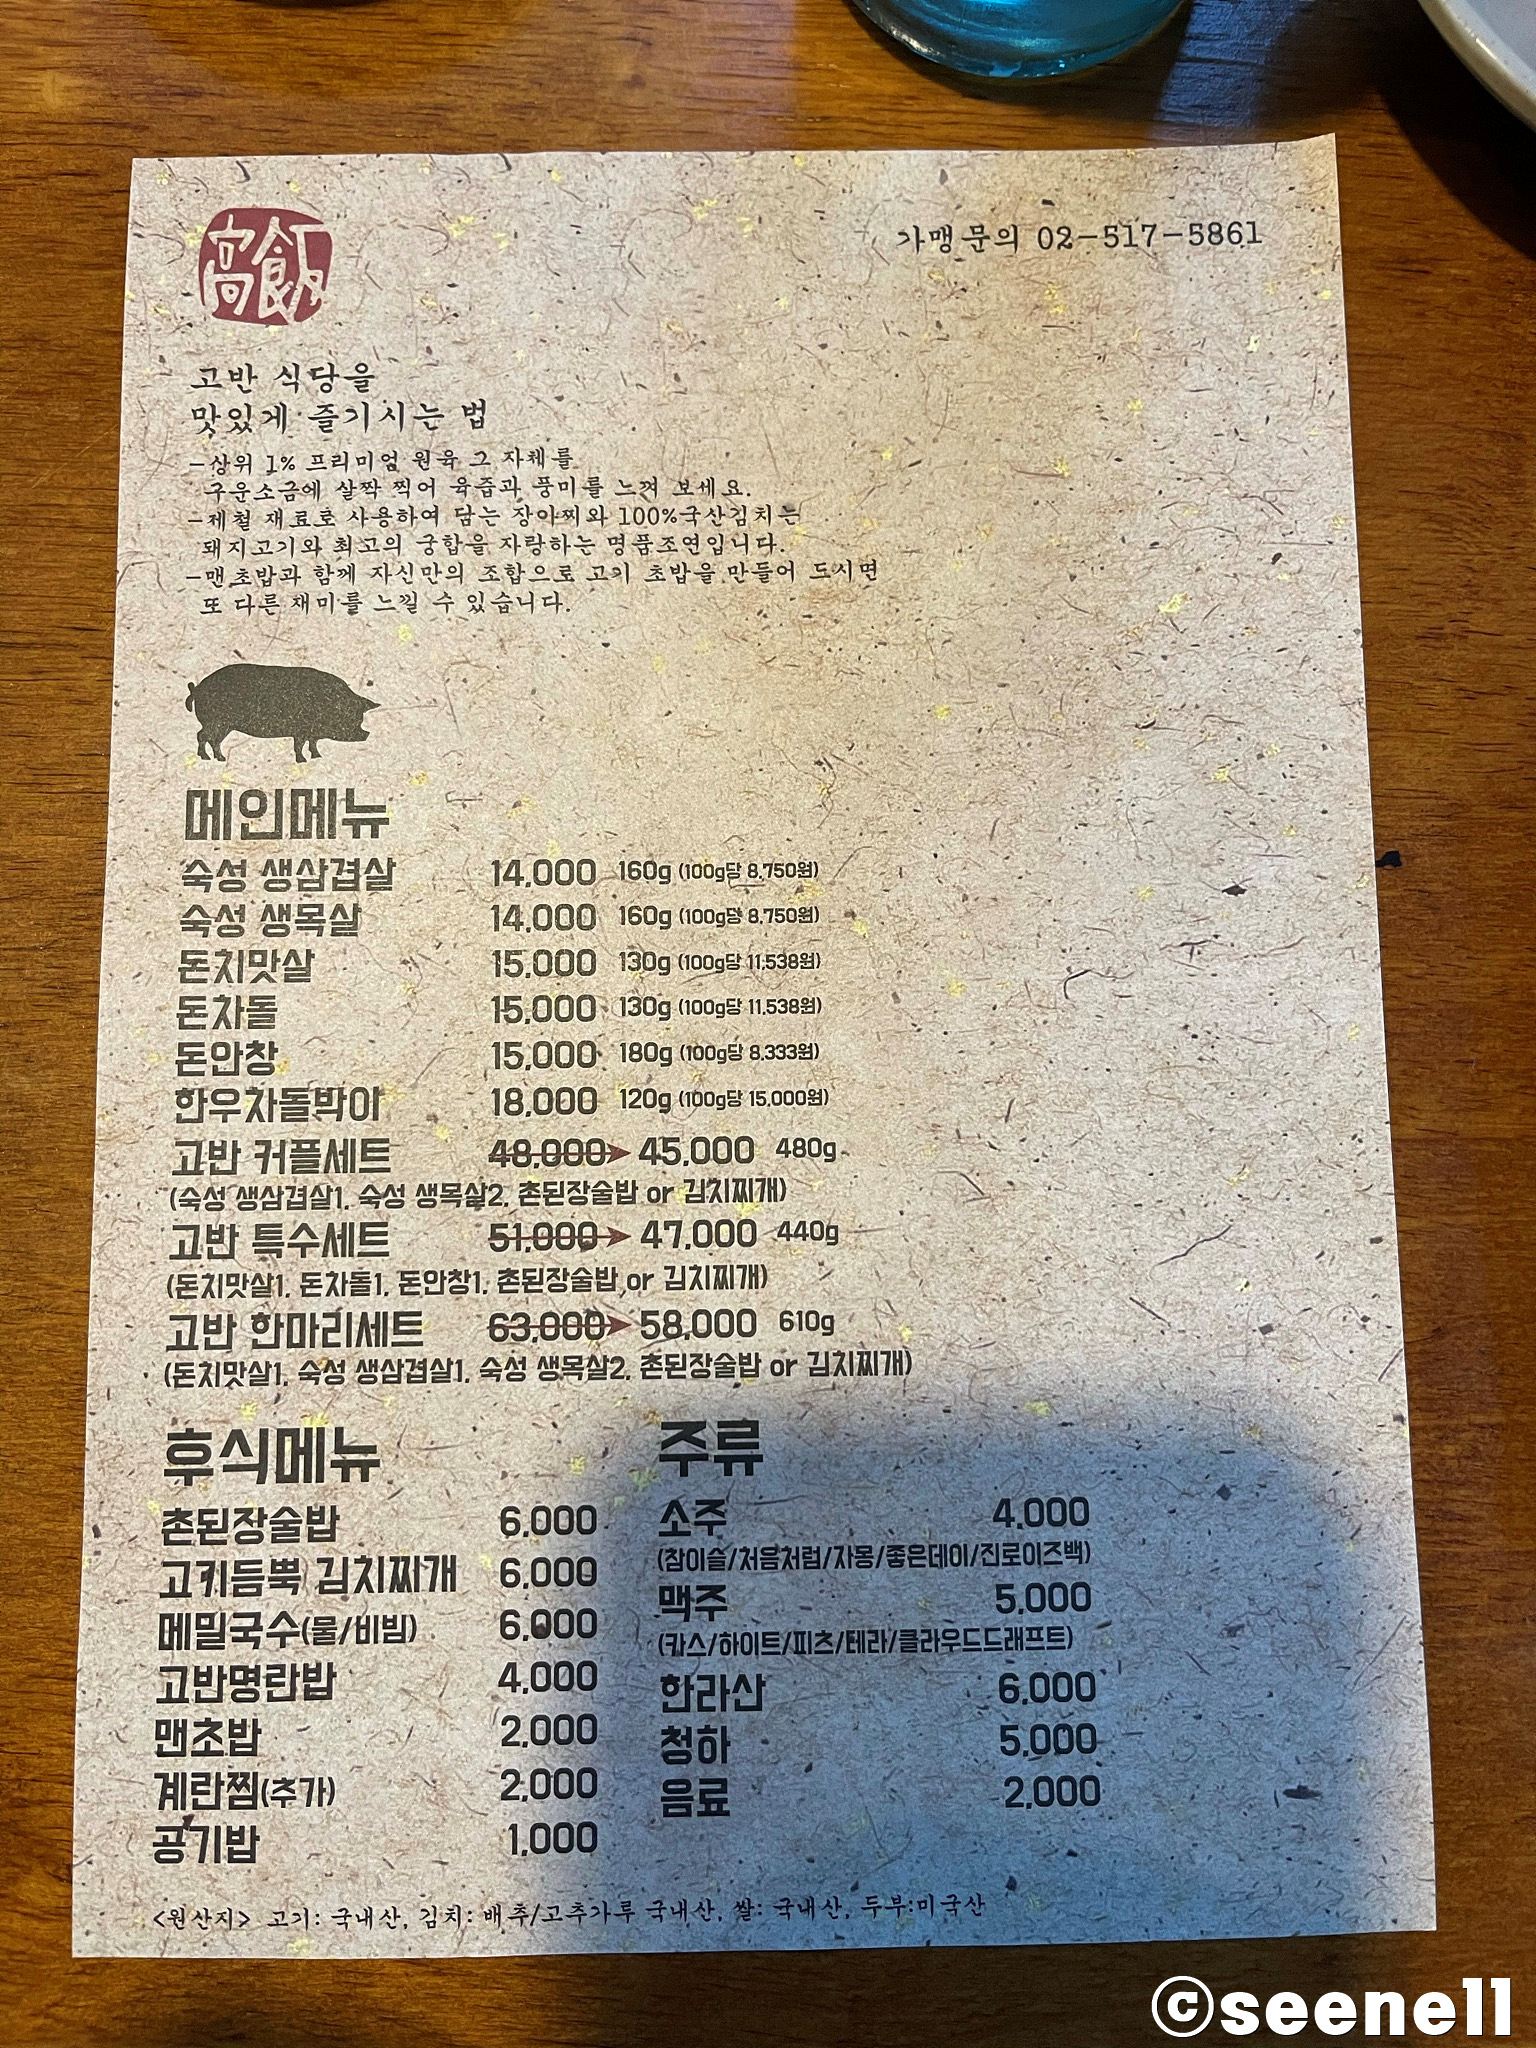 高飯
가맹문의 02-517-5861
고반 식당을
맛있게 즐기시는 법
-상위 1% 프리미엄 원육 그 자체를
구운소금에 살짝 찍어 육즙과 풍미를 느껴 보세요.
-제철 재료로 사용하여 담는 장아찌와 100%국산김치는
돼지고기와 최고의 궁합을 자랑하는 명품조연입니다.
-맨초밥과 함께 자신만의 조합으로 고기 초밥을 만들어 드시면
또 다른 재미를 느낄 수 있습니다.
메인메뉴
숙성 생삼겹살 14,000 160g (100g당 8,750원)
숙성 생목살 14,000 160g (100g당 8,750원)
돈치맛살 15,000 130g (100g당 11,538원)
돈차돌 15,000 130g (100g당 11,538원)
돈안창 15,000 180g (100g당 8,333원)
한우차돌박이 18,000 120g (100g당 15,000원)
고반 커플세트 48,000 45,000 480g
(숙성 생삼겹살1, 숙성 생목살2, 촌된장술밥 or 김치찌개)
고반 특수세트 51,000 47,000 440g
(돈치맛살1, 돈차돌1, 돈안창1, 촌된장술밥 or 김치찌개)
고반 한마리세트 63,000 58,000 610g
(돈치맛살1, 숙성 생삼겹살1, 숙성 생목살2, 촌된장술밥 or 김치찌개)
후식메뉴
촌된장술밥 6,000
고키듬뿍 김치찌개 6,000
메밀국수(물/비빔) 6,000
고반명란밥 4,000
맨초밥 2,000
계란찜(추가) 2,000
공기밥 1,000
주류
소주 4,000
(참이슬/처음처럼/자몽/좋은데이/진로이즈백)
맥주 5,000
(카스/하이트/피츠/테라/클라우드드래프트)
한라산 6,000
청하 5,000
음료 2,000
<원산지> 고기: 국내산, 김치: 배추/고추가루 국내산, 쌀: 국내산, 두부:미국산
©seenell